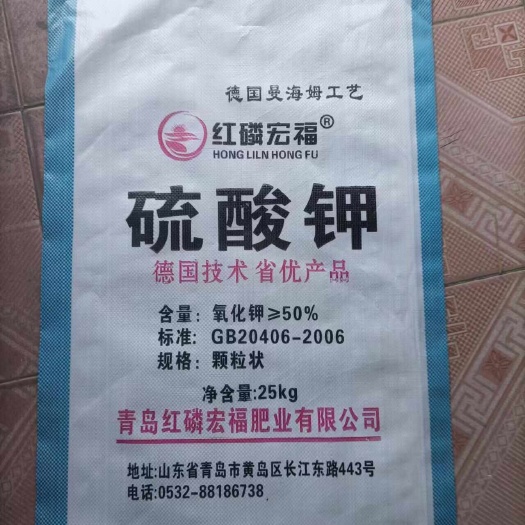 德国曼海姆工艺
红磷宏福®
HONG LILN HONG FU
硫酸钾
德国技术 省优产品
含量：氧化钾≥50%
标准：GB20406-2006
规格：颗粒状
净含量:25kg
青岛红磷宏福肥业有限公司
地址:山东省青岛市黄岛区长江东路443号
电话:0532-88186738